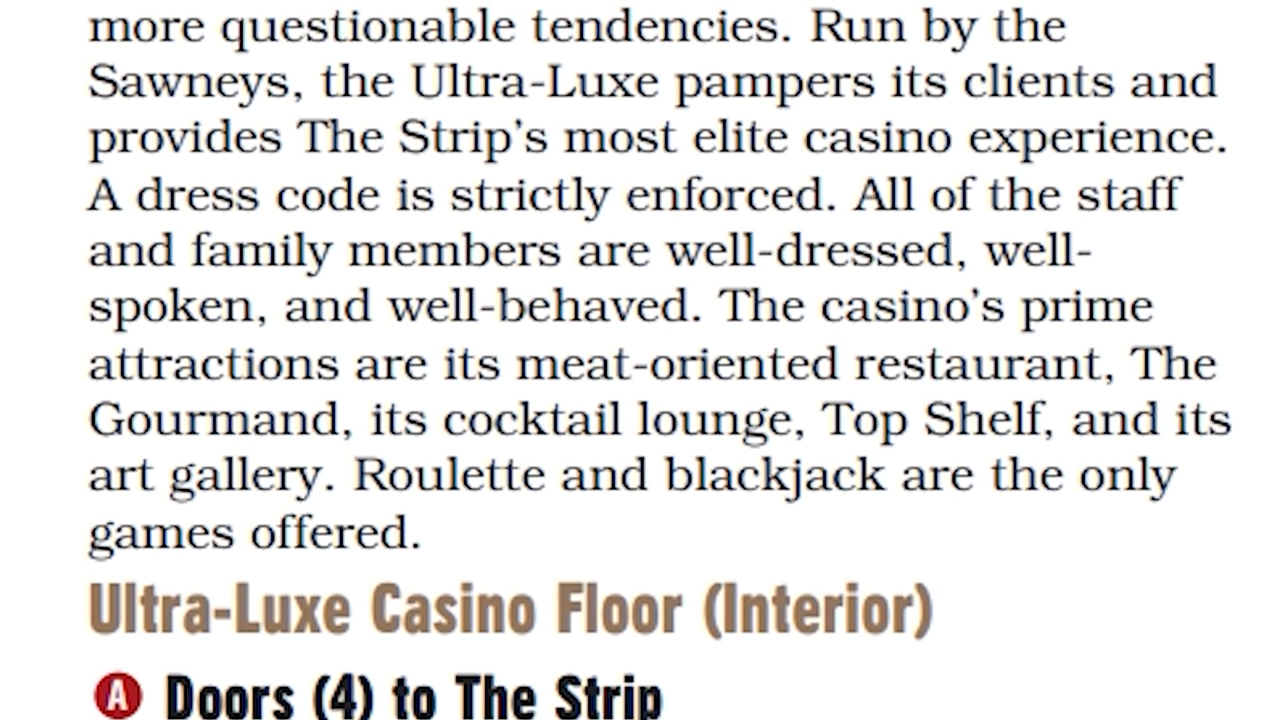 more questionable tendencies. Run by the
Sawneys, the Ultra-Luxe pampers its clients and
provides The Strip’s most elite casino experience.
A dress code is strictly enforced. All of the staff
and family members are well-dressed, well-
spoken, and well-behaved. The casino’s prime
attractions are its meat-oriented restaurant, The
Gourmand, its cocktail lounge, Top Shelf, and its
art gallery. Roulette and blackjack are the only
games offered.
Ultra-Luxe Casino Floor (Interior)
A Doors (4) to The Strip